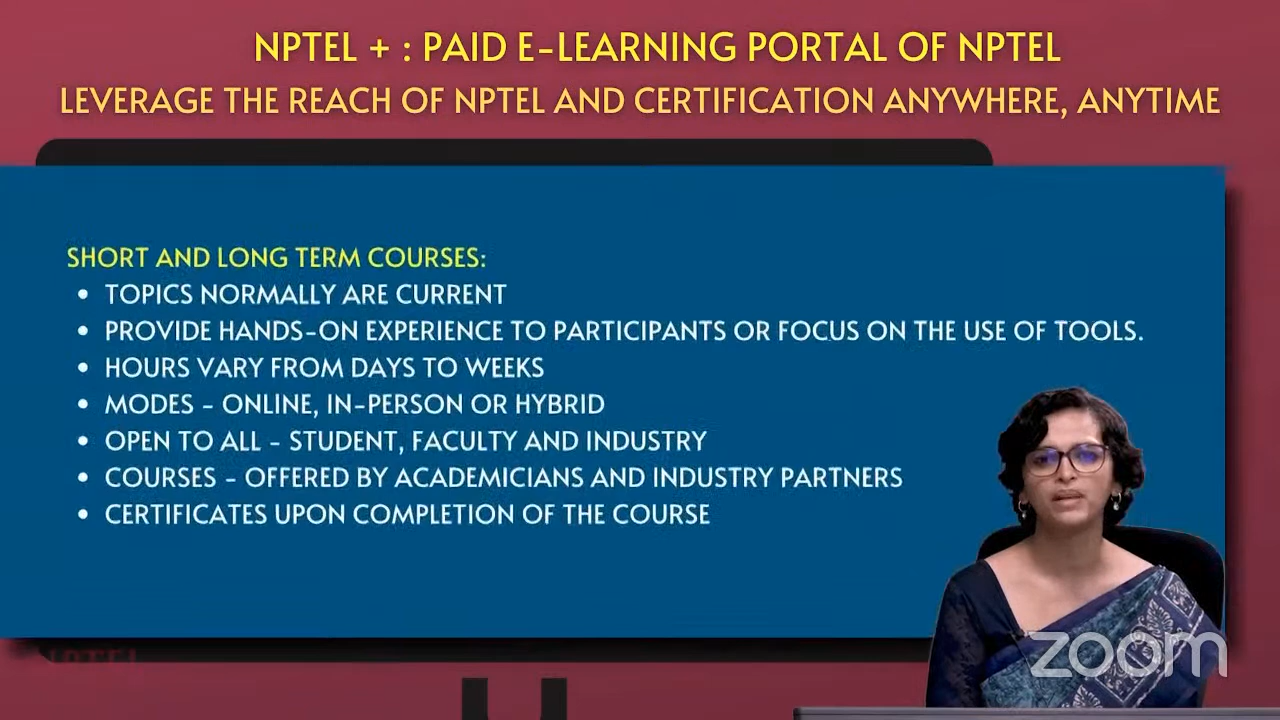 NPTEL + : PAID E-LEARNING PORTAL OF NPTEL
LEVERAGE THE REACH OF NPTEL AND CERTIFICATION ANYWHERE, ANYTIME
SHORT AND LONG TERM COURSES:
• TOPICS NORMALLY ARE CURRENT
• PROVIDE HANDS-ON EXPERIENCE TO PARTICIPANTS OR FOCUS ON THE USE OF TOOLS.
• HOURS VARY FROM DAYS TO WEEKS
• MODES - ONLINE, IN-PERSON OR HYBRID
• OPEN TO ALL - STUDENT, FACULTY AND INDUSTRY
• COURSES - OFFERED BY ACADEMICIANS AND INDUSTRY PARTNERS
• CERTIFICATES UPON COMPLETION OF THE COURSE
zoom